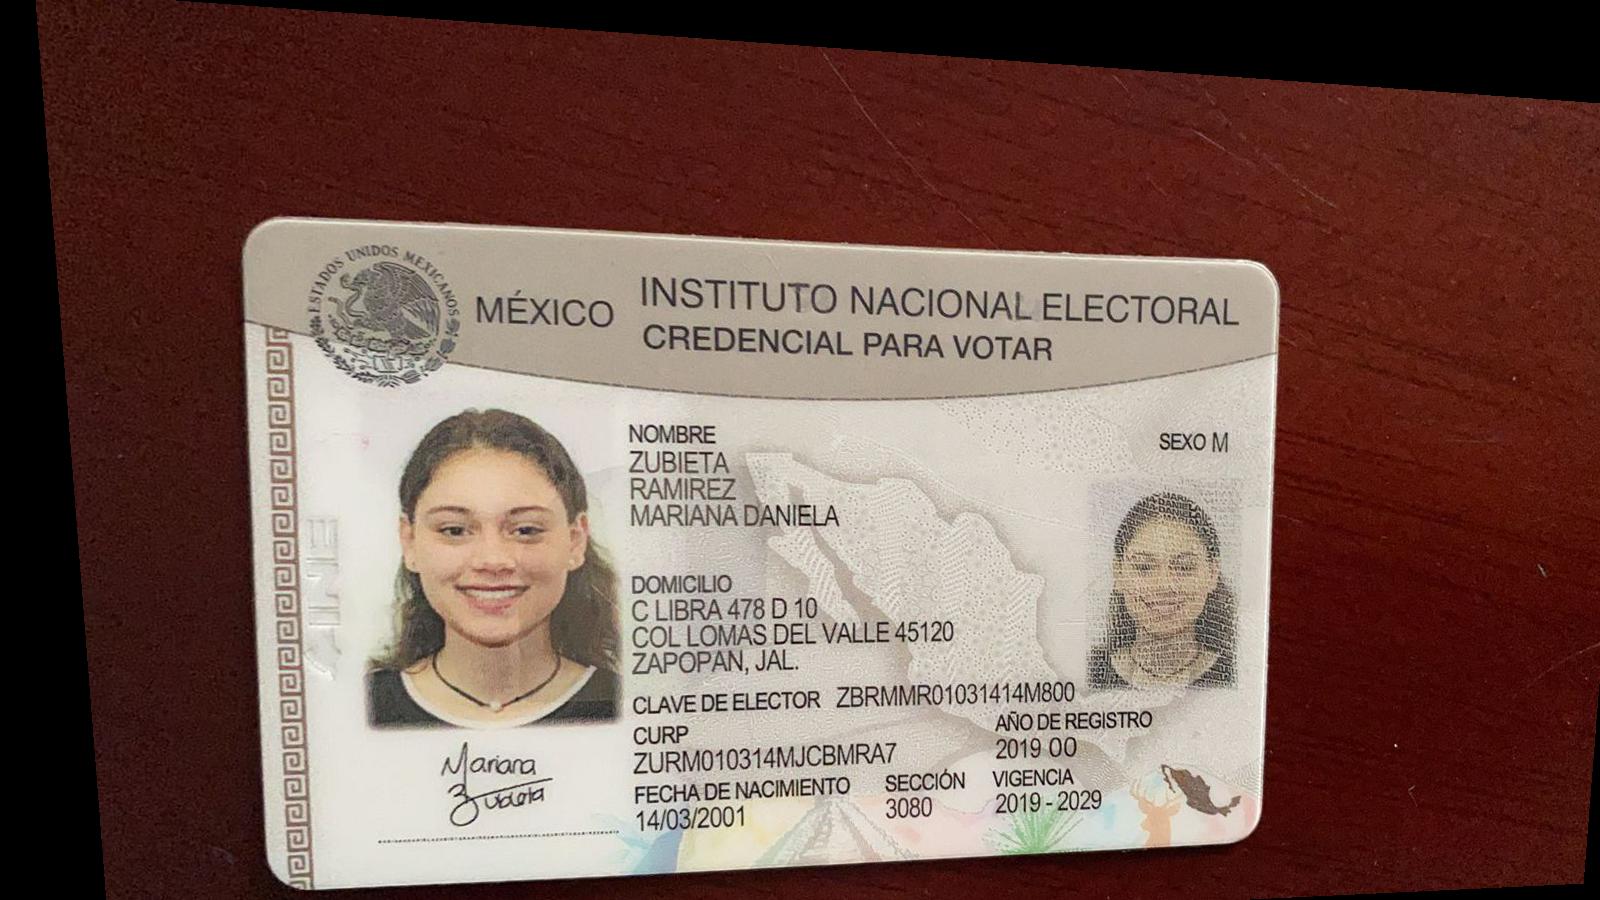 ESTADOS UNIDOS MEXICANOS
MÉXICO
INSTITUTO NACIONAL ELECTORAL
CREDENCIAL PARA VOTAR
NOMBRE
ZUBIETA
RAMIREZ
MARIANA DANIELA
SEXO M
DOMICILIO
C LIBRA 478 D 10
COL LOMAS DEL VALLE 45120
ZAPOPAN, JAL.
CLAVE DE ELECTOR ZBRMMR01031414M800
CURP
ZURM010314MJCBMRA7
AÑO DE REGISTRO
2019 00
FECHA DE NACIMIENTO
14/03/2001
SECCIÓN
3080
VIGENCIA
2019 - 2029
INE
Mariana
Zubieta